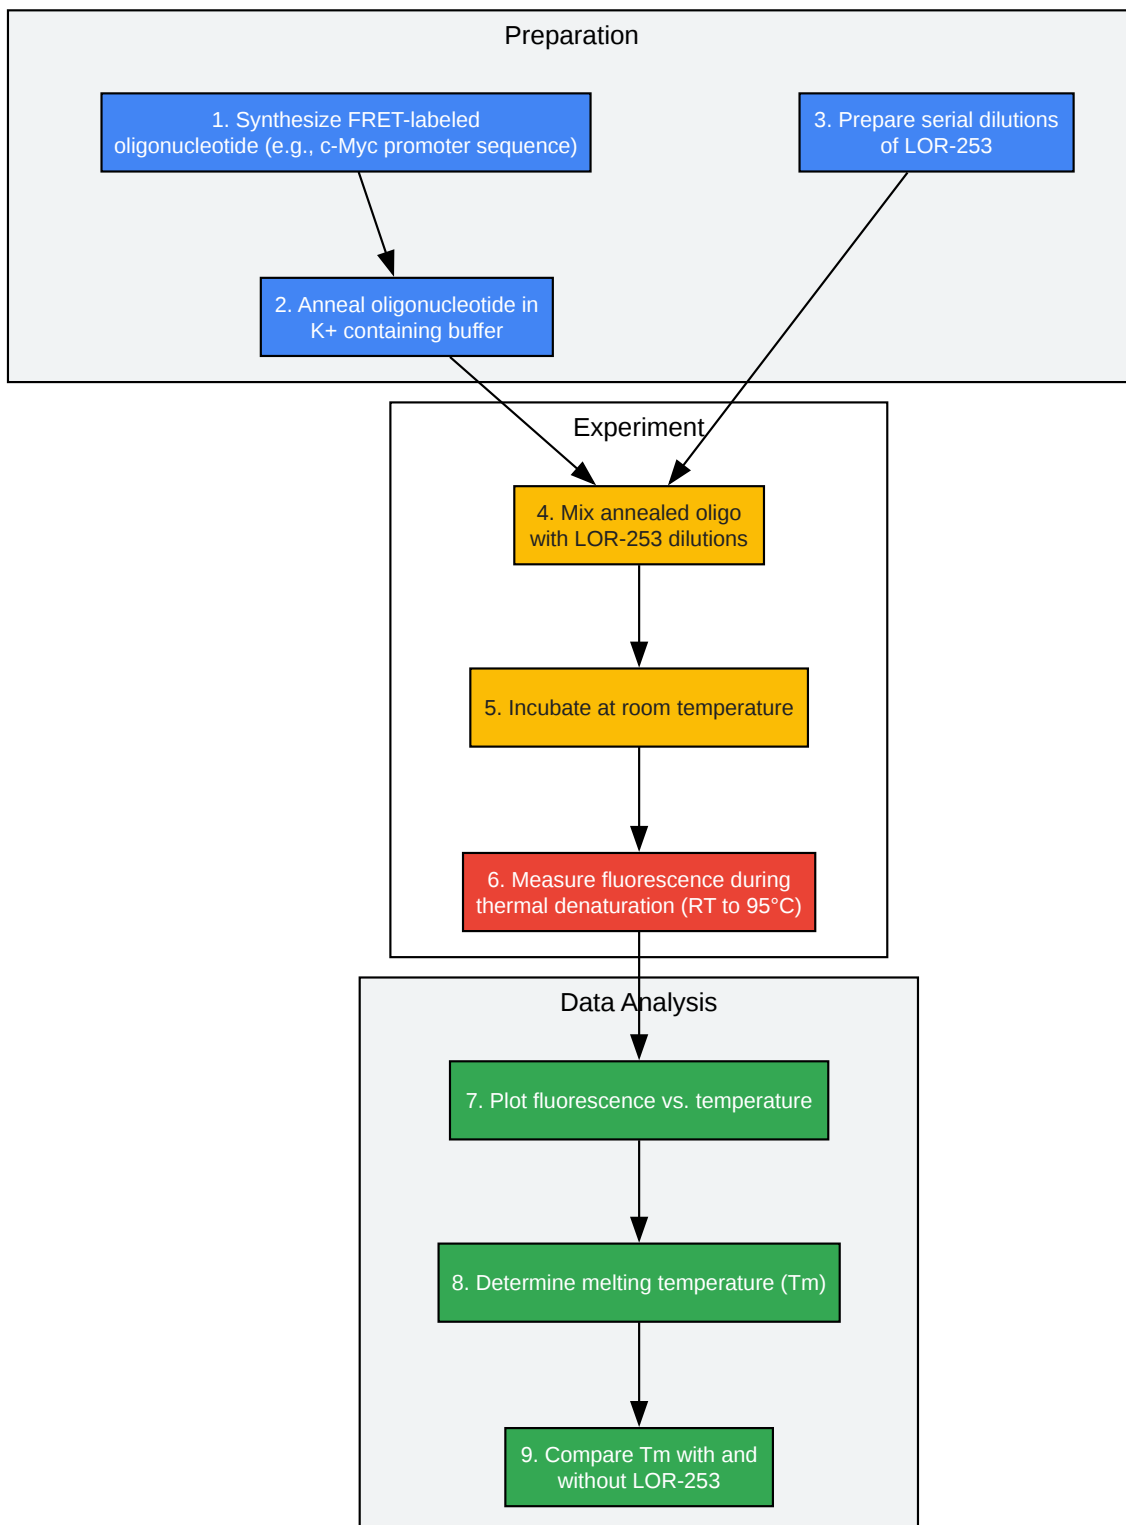 Preparation
1. Synthesize FRET-labeled
oligonucleotide (e.g., c-Myc promoter sequence)
3. Prepare serial dilutions
of LOR-253
2. Anneal oligonucleotide in
K+ containing buffer
Experiment
4. Mix annealed oligo
with LOR-253 dilutions
5. Incubate at room temperature
6. Measure fluorescence during
thermal denaturation (RT to 95°C)
Data Analysis
7. Plot fluorescence vs. temperature
8. Determine melting temperature (Tm)
9. Compare Tm with and
without LOR-253